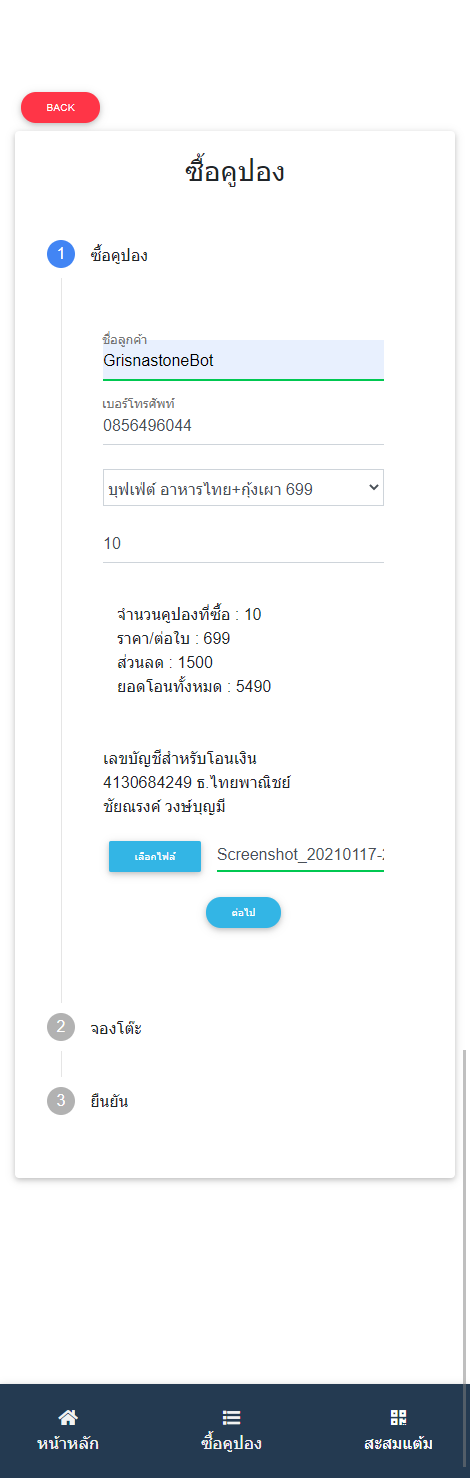 BACK
ซื้อคูปอง
1 ซื้อคูปอง
ชื่อลูกค้า
GrisnastoneBot
เบอร์โทรศัพท์
0856496044
บุฟเฟ่ต์ อาหารไทย+กุ้งเผา 699
10
จำนวนคูปองที่ซื้อ : 10
ราคา/ต่อใบ : 699
ส่วนลด : 1500
ยอดโอนทั้งหมด : 5490
เลขบัญชีสำหรับโอนเงิน
4130684249 ธ.ไทยพาณิชย์
ชัยณรงค์ วงษ์บุญมี
เลือกไฟล์ Screenshot_20210117-2
ต่อไป
2 จองโต๊ะ
3 ยืนยัน
หน้าหลัก ซื้อคูปอง สะสมแต้ม